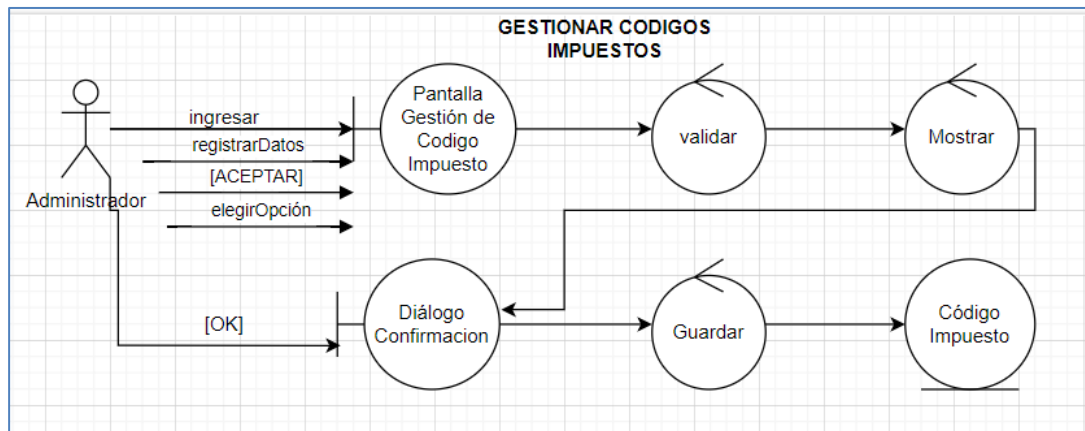 GESTIONAR CODIGOS
IMPUESTOS
ingresar
registrarDatos
[ACEPTAR]
elegirOpción
Administrador
Pantalla
Gestión de
Codigo
Impuesto
validar
Mostrar
[OK]
Diálogo
Confirmacion
Guardar
Código
Impuesto